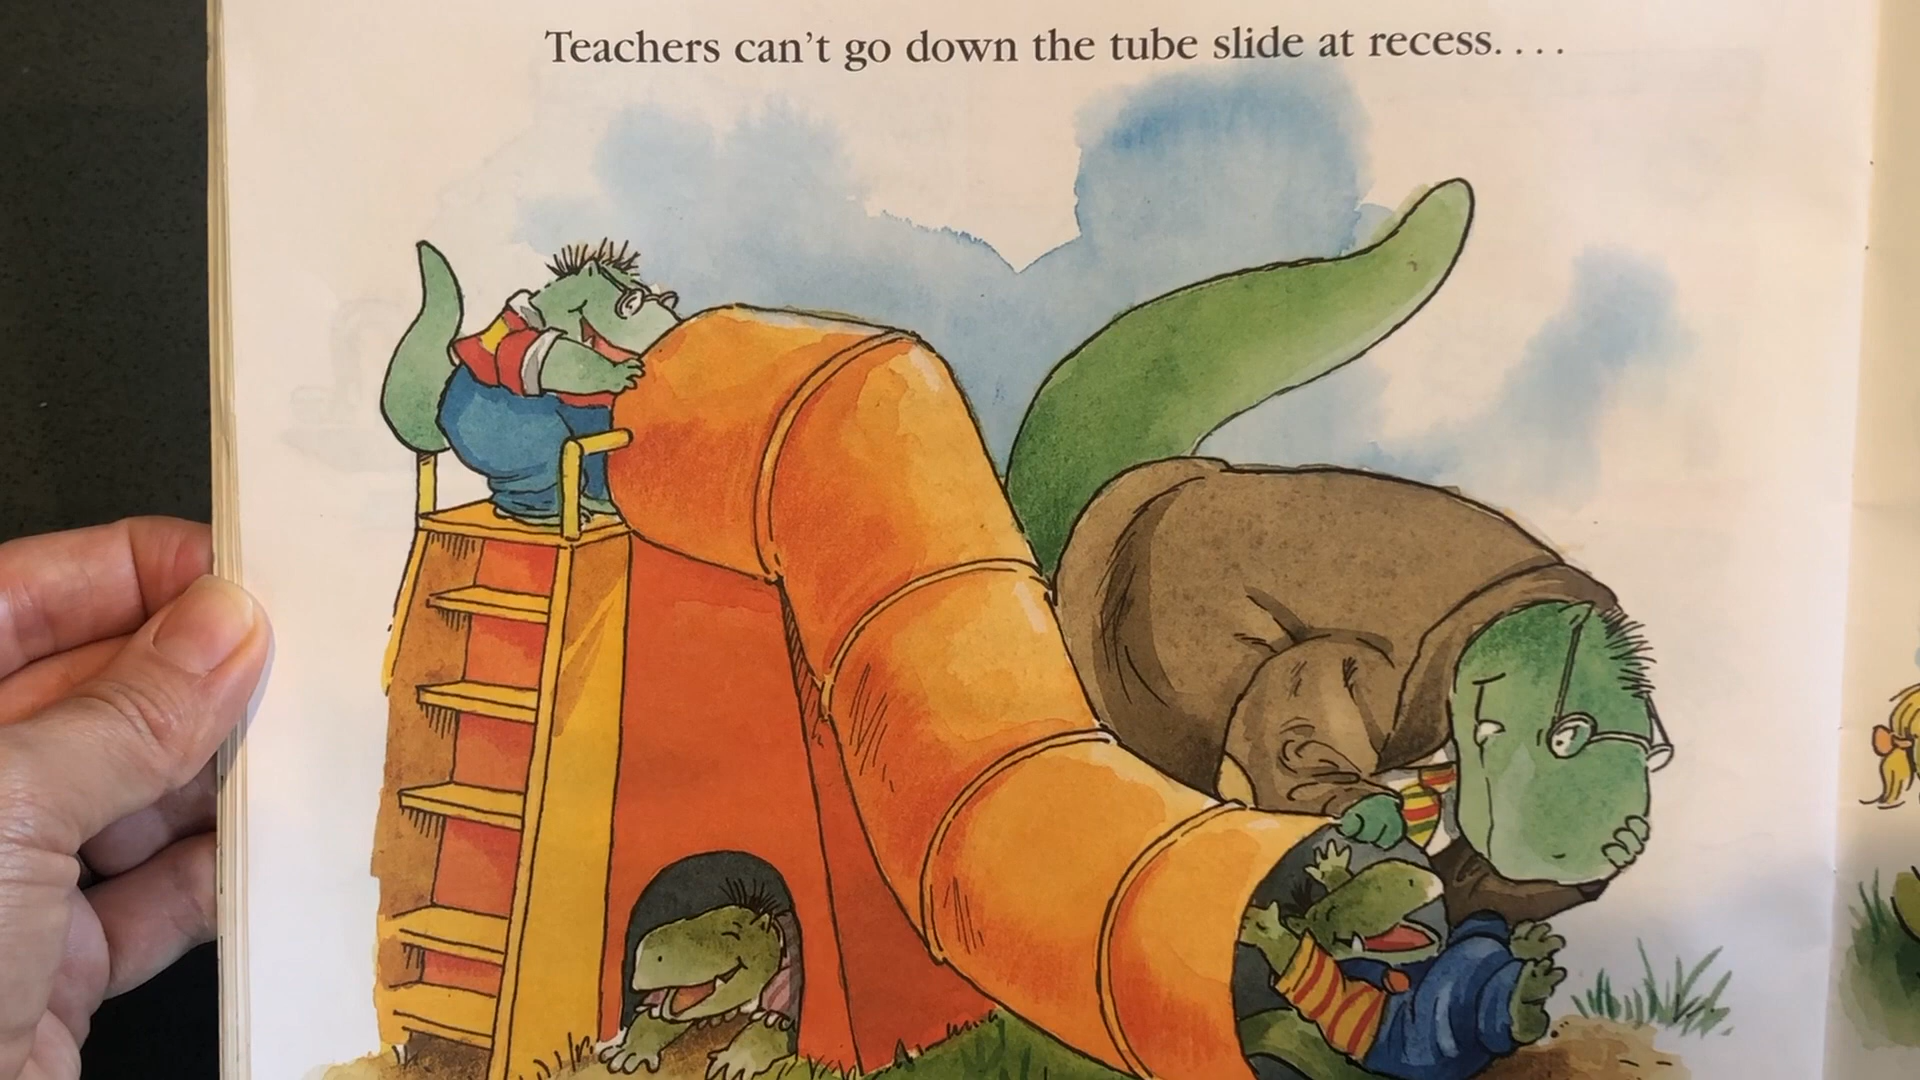 Teachers can't go down the tube slide at recess. . . .